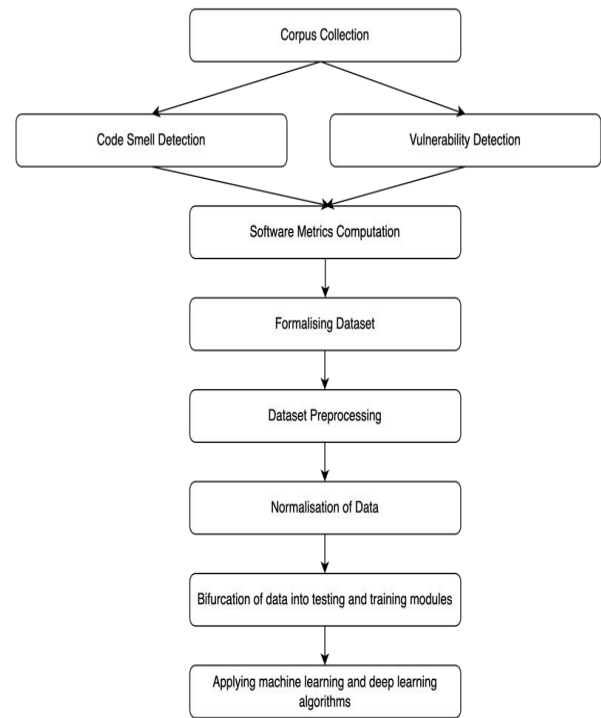 Corpus Collection
Code Smell Detection
Vulnerability Detection
Software Metrics Computation
Formalising Dataset
Dataset Preprocessing
Normalisation of Data
Bifurcation of data into testing and training modules
Applying machine learning and deep learning
algorithms